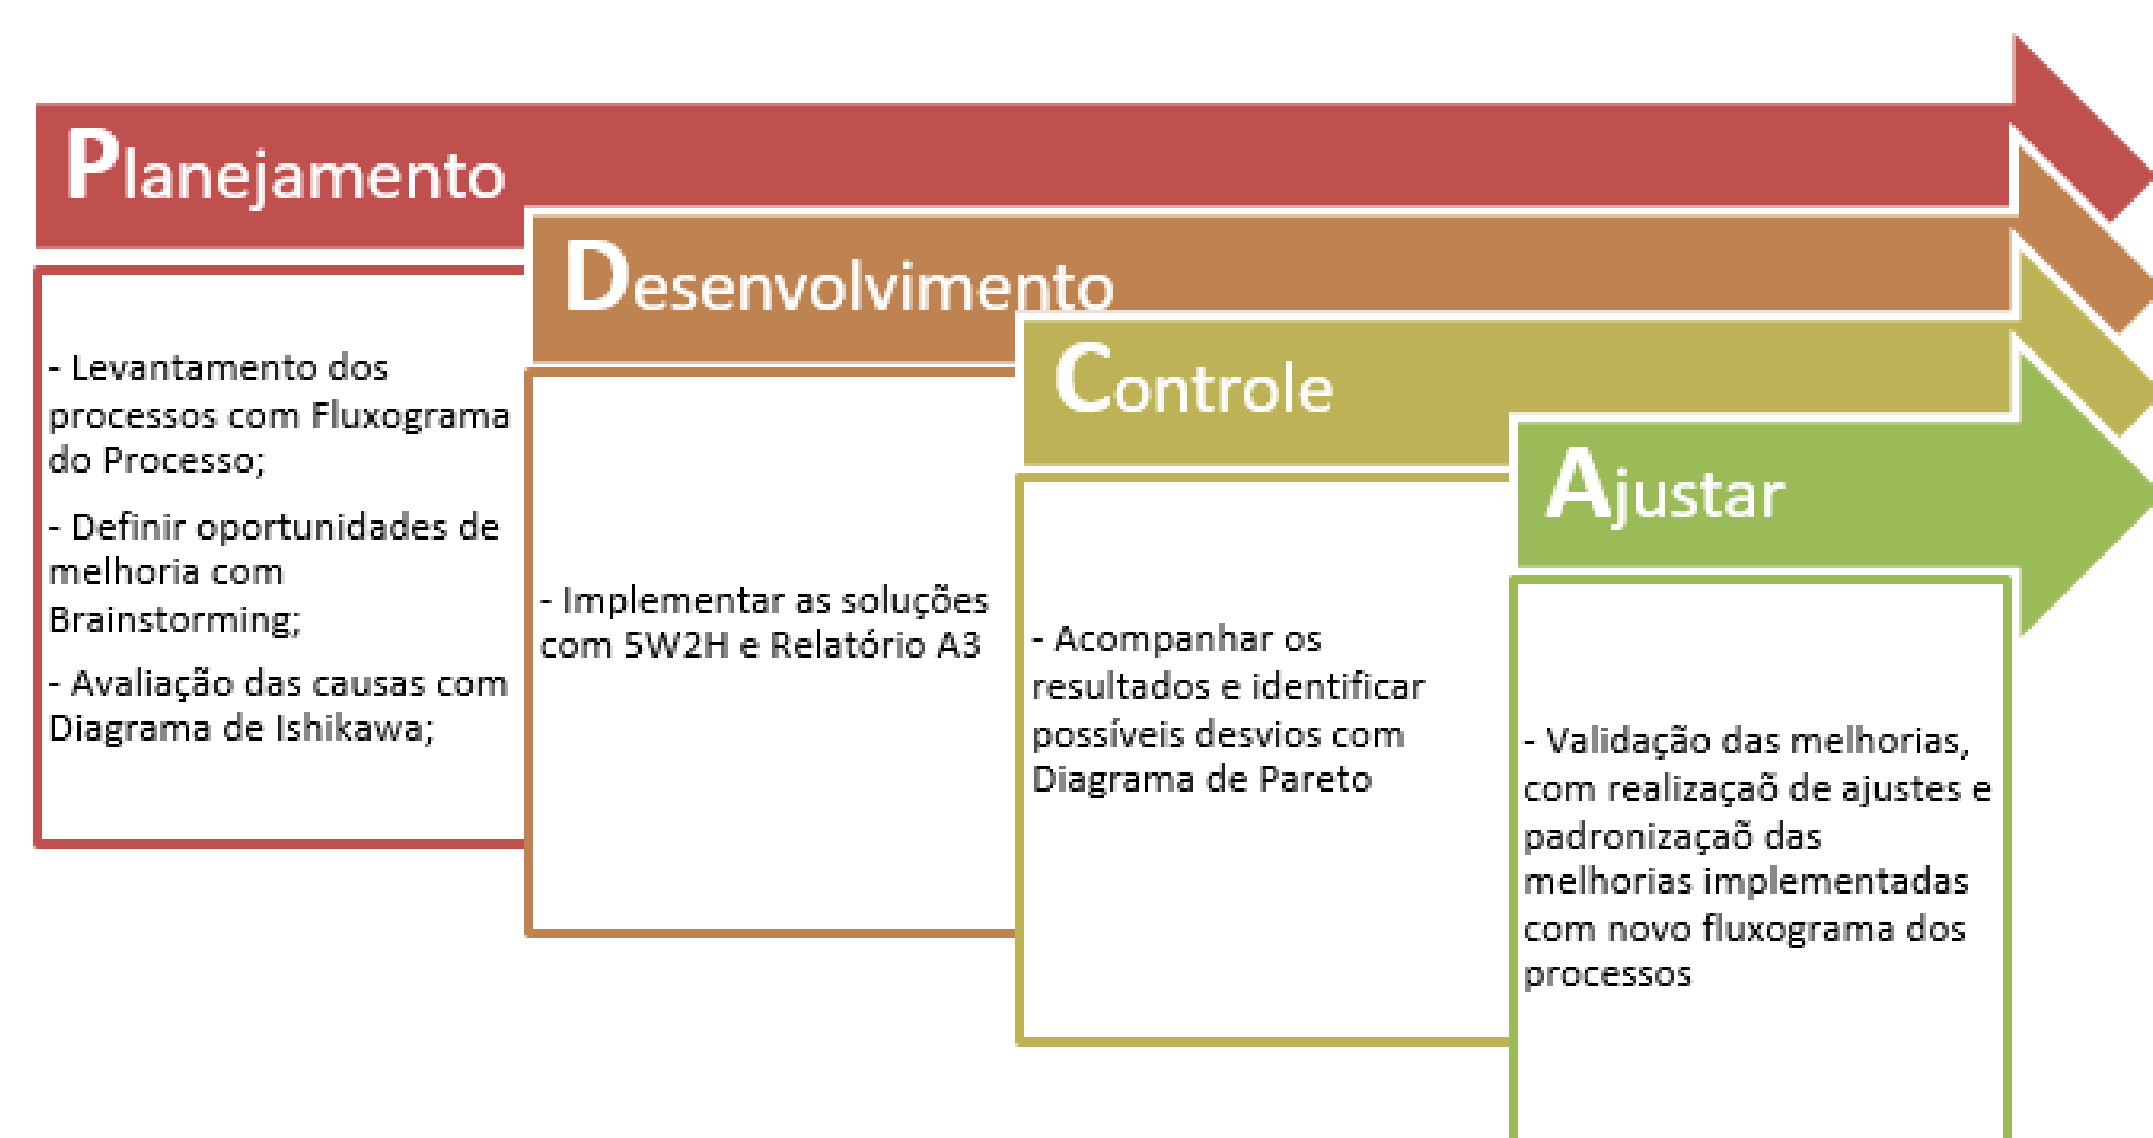 Planejamento
- Levantamento dos
processos com Fluxograma
do Processo;
- Definir oportunidades de
melhoria com
Brainstorming;
- Avaliação das causas com
Diagrama de Ishikawa;
Desenvolvimento
- Implementar as soluções
com 5W2H e Relatório A3
Controle
- Acompanhar os
resultados e identificar
possíveis desvios com
Diagrama de Pareto
Ajustar
- Validação das melhorias,
com realizaçaõ de ajustes e
padronizaçaõ das
melhorias implementadas
com novo fluxograma dos
processos